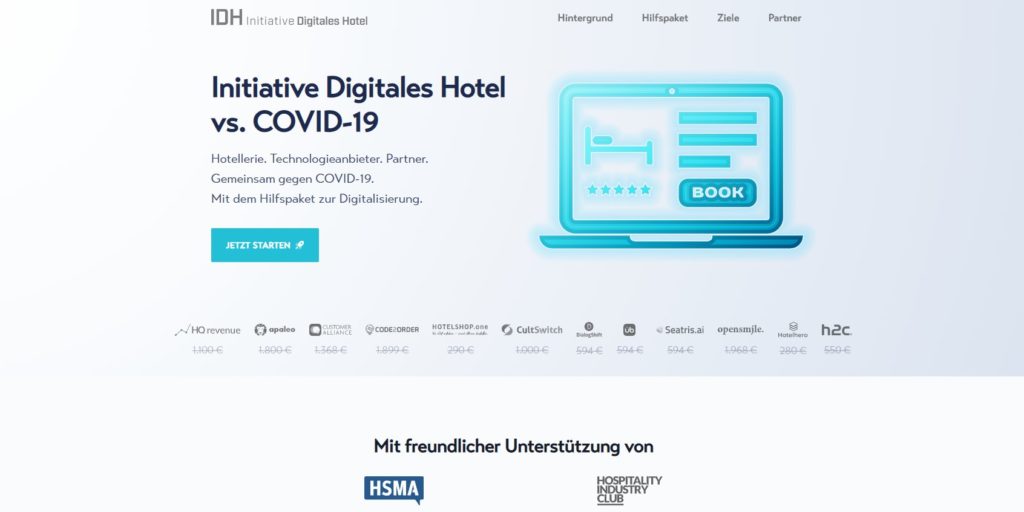 IDH Initiative Digitales Hotel
Hintergrund Hilfspaket Ziele Partner
Initiative Digitales Hotel
vs. COVID-19
Hotellerie. Technologieanbieter. Partner.
Gemeinsam gegen COVID-19.
Mit dem Hilfspaket zur Digitalisierung.
JETZT STARTEN
BOOK
HQ revenue apaleo CUSTOMER ALLIANCE CODE2ORDER HOTELSHOP.one CultSwitch DialogShift ub Seatris.ai opensmjle. Hotelhero h2c
1.100 € 1.800 € 1.368 € 1.899 € 290 € 1.000 € 594 € 594 € 594 € 1.968 € 280 € 550 €
Mit freundlicher Unterstützung von
HSMA
HOSPITALITY
INDUSTRY
CLUB